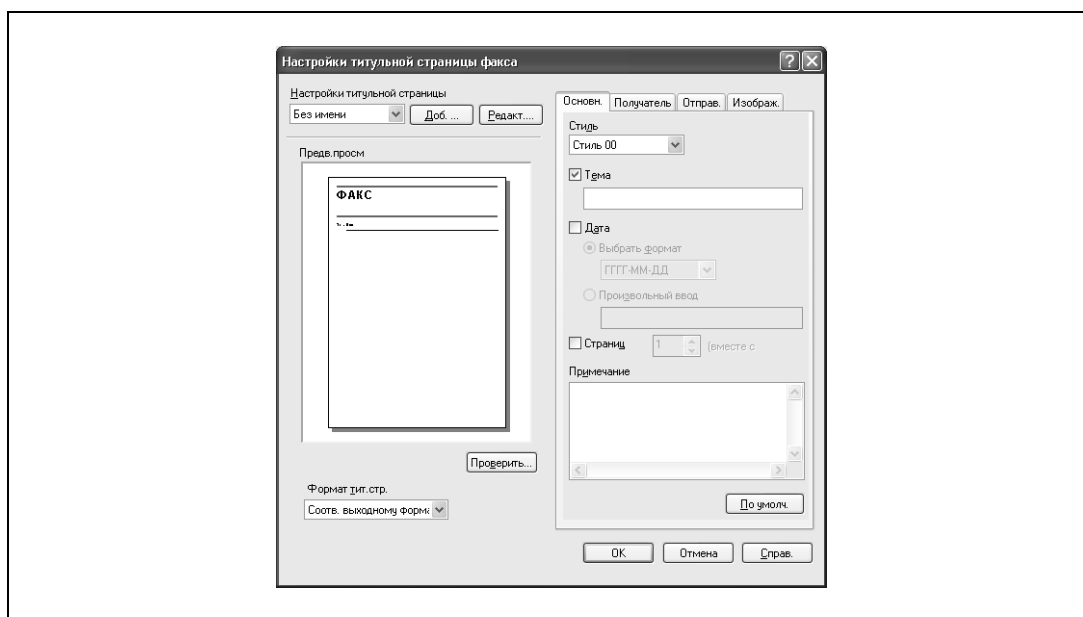 Настройки титульной страницы факса
Настройки титульной страницы
Без имени
Доб. ...
Редакт....
Предв.просм
ФАКС
Проверить...
Формат тит.стр.
Соотв. выходному форма
Основн.
Получатель
Отправ.
Изображ.
Стиль
Стиль 00
Тема
Дата
Выбрать формат
ГГГГ-ММ-ДД
Произвольный ввод
Страниц
1
(вместе с
Примечание
По умолч.
OK
Отмена
Справ.